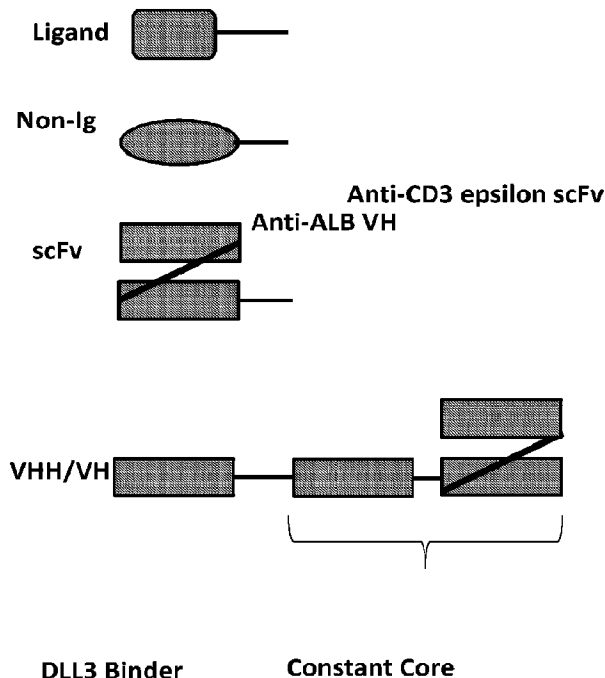 Ligand
Non-Ig
Anti-CD3 epsilon scFv
Anti-ALB VH
scFv
VHH/VH
DLL3 Binder
Constant Core